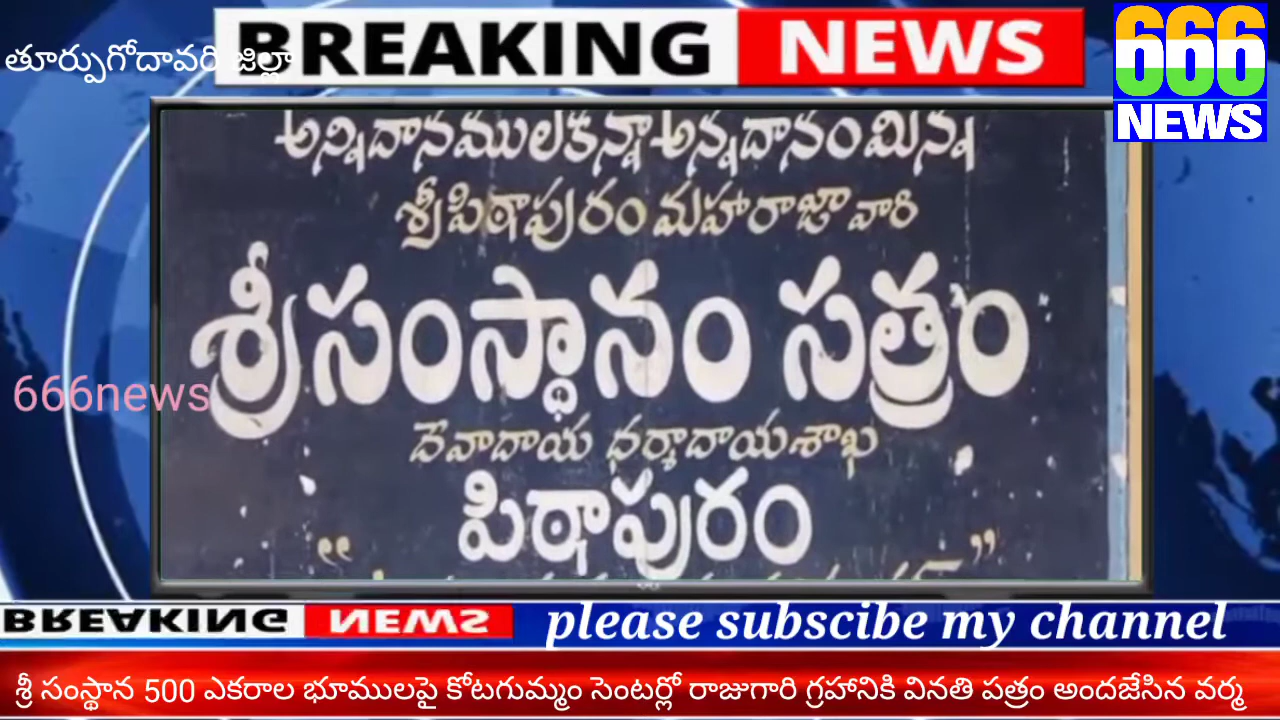 BREAKING NEWS
666
NEWS
తూర్పుగోదావరి జిల్లా
అన్నిదానములకన్నా అన్నదానం మిన్న
శ్రీ పిఠాపురం మహారాజా వారి
శ్రీ సంస్థానం సత్రం
666news
దేవాదాయ ధర్మాదాయశాఖ
పిఠాపురం
BREAKING NEWS
please subscibe my channel
శ్రీ సంస్థాన 500 ఎకరాల భూములపై కోటగుమ్మం సెంటర్లో రాజుగారి గ్రహానికి వినతి పత్రం అందజేసిన వర్మ